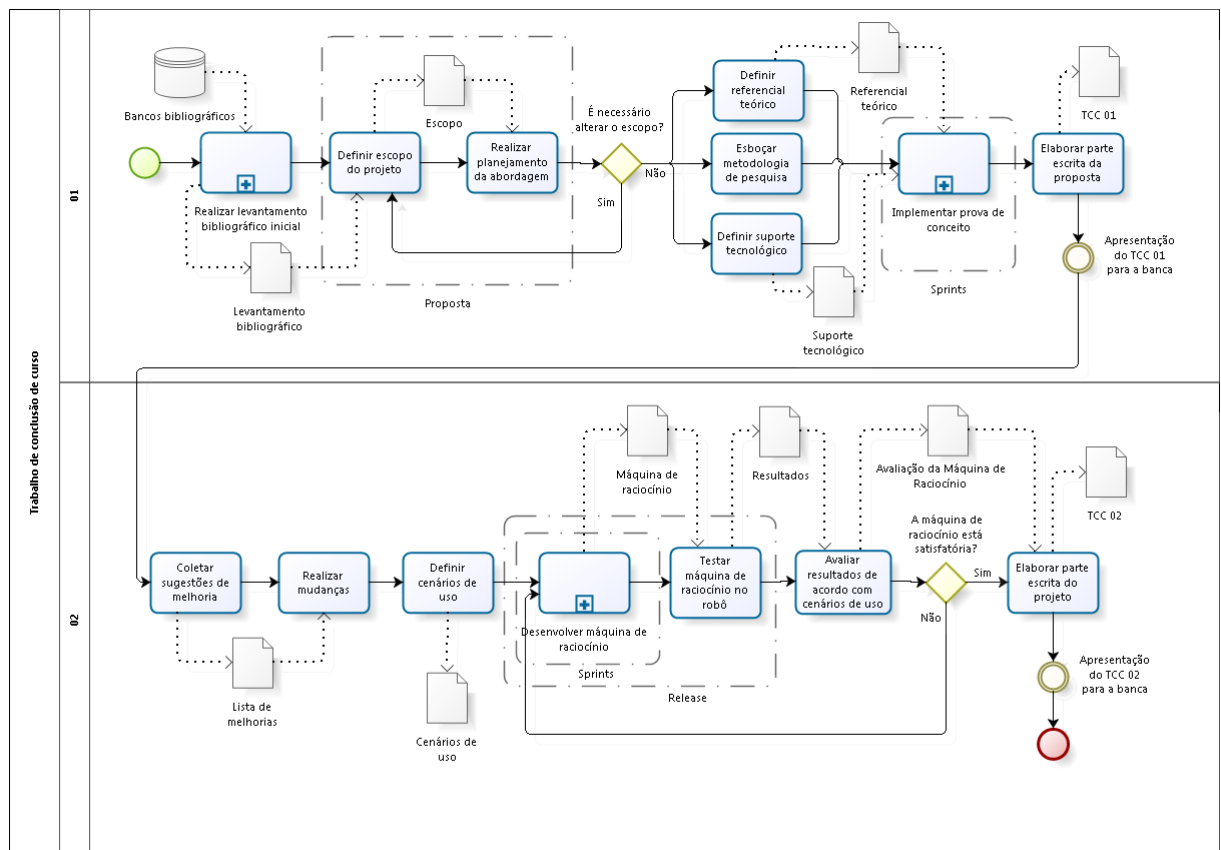 Trabalho de conclusão de curso
01
Bancos bibliográficos
Realizar levantamento
bibliográfico inicial
Levantamento
bibliográfico
Definir escopo
do projeto
Escopo
Realizar
planejamento
da abordagem
Proposta
É necessário
alterar o escopo?
Não
Sim
Definir
referencial
teórico
Esboçar
metodologia
de pesquisa
Definir suporte
tecnológico
Referencial
teórico
Suporte
tecnológico
Implementar prova de
conceito
Sprints
TCC 01
Elaborar parte
escrita da
proposta
Apresentação
do TCC 01
para a banca
02
Coletar
sugestões de
melhoria
Lista de
melhorias
Realizar
mudanças
Definir
cenários
de uso
Cenários de
uso
Desenvolver máquina de
raciocínio
Sprints
Release
Máquina de
raciocínio
Testar
máquina de
raciocínio no
robô
Resultados
Avaliar
resultados de
acordo com
cenários de uso
Avaliação da Máquina de
Raciocínio
A máquina de
raciocínio está
satisfatória?
Sim
Não
TCC 02
Elaborar parte
escrita do
projeto
Apresentação
do TCC 02
para a banca